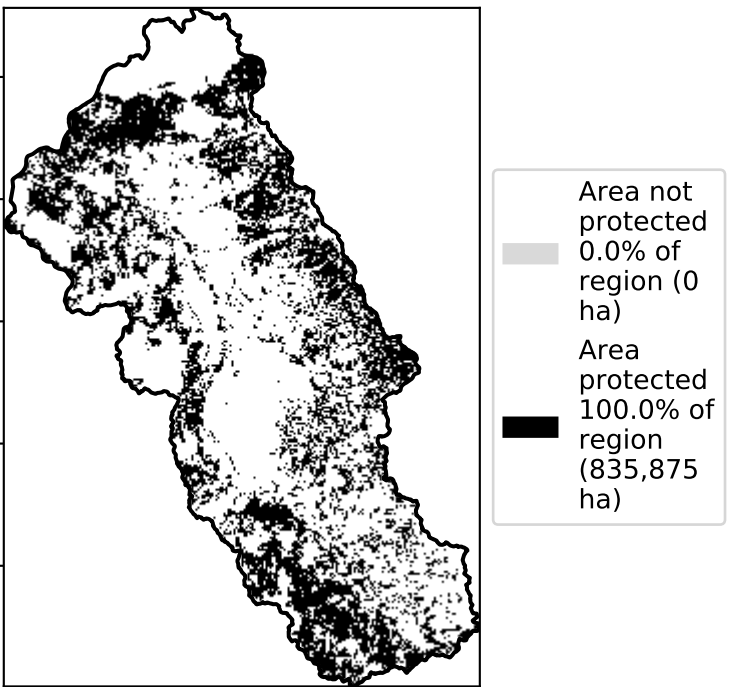 Area not
protected
0.0% of
region (0
ha)
Area
protected
100.0% of
region
(835,875
ha)